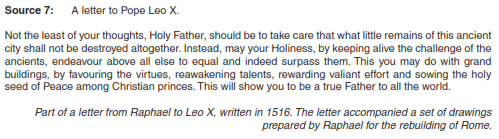 Source 7: A letter to Pope Leo X.
Not the least of your thoughts, Holy Father, should be to take care that what little remains of this ancient
city shall not be destroyed altogether. Instead, may your Holiness, by keeping alive the challenge of the
ancients, endeavour above all else to equal and indeed surpass them. This you may do with grand
buildings, by favouring the virtues, reawakening talents, rewarding valiant effort and sowing the holy
seed of Peace among Christian princes. This will show you to be a true Father to all the world.
Part of a letter from Raphael to Leo X, written in 1516. The letter accompanied a set of drawings
prepared by Raphael for the rebuilding of Rome.